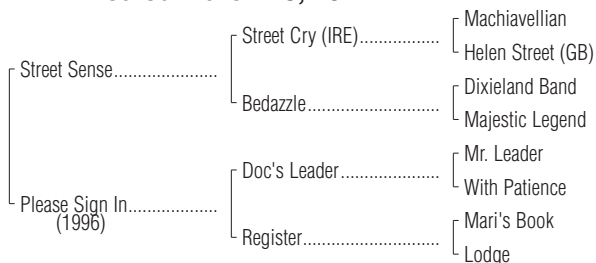 Street Sense....................
Please Sign In.................
(1996)
Street Cry (IRE)................
Bedazzle..........................
Doc's Leader....................
Register...........................
Machiavellian
Helen Street (GB)
Dixieland Band
Majestic Legend
Mr. Leader
With Patience
Mari's Book
Lodge